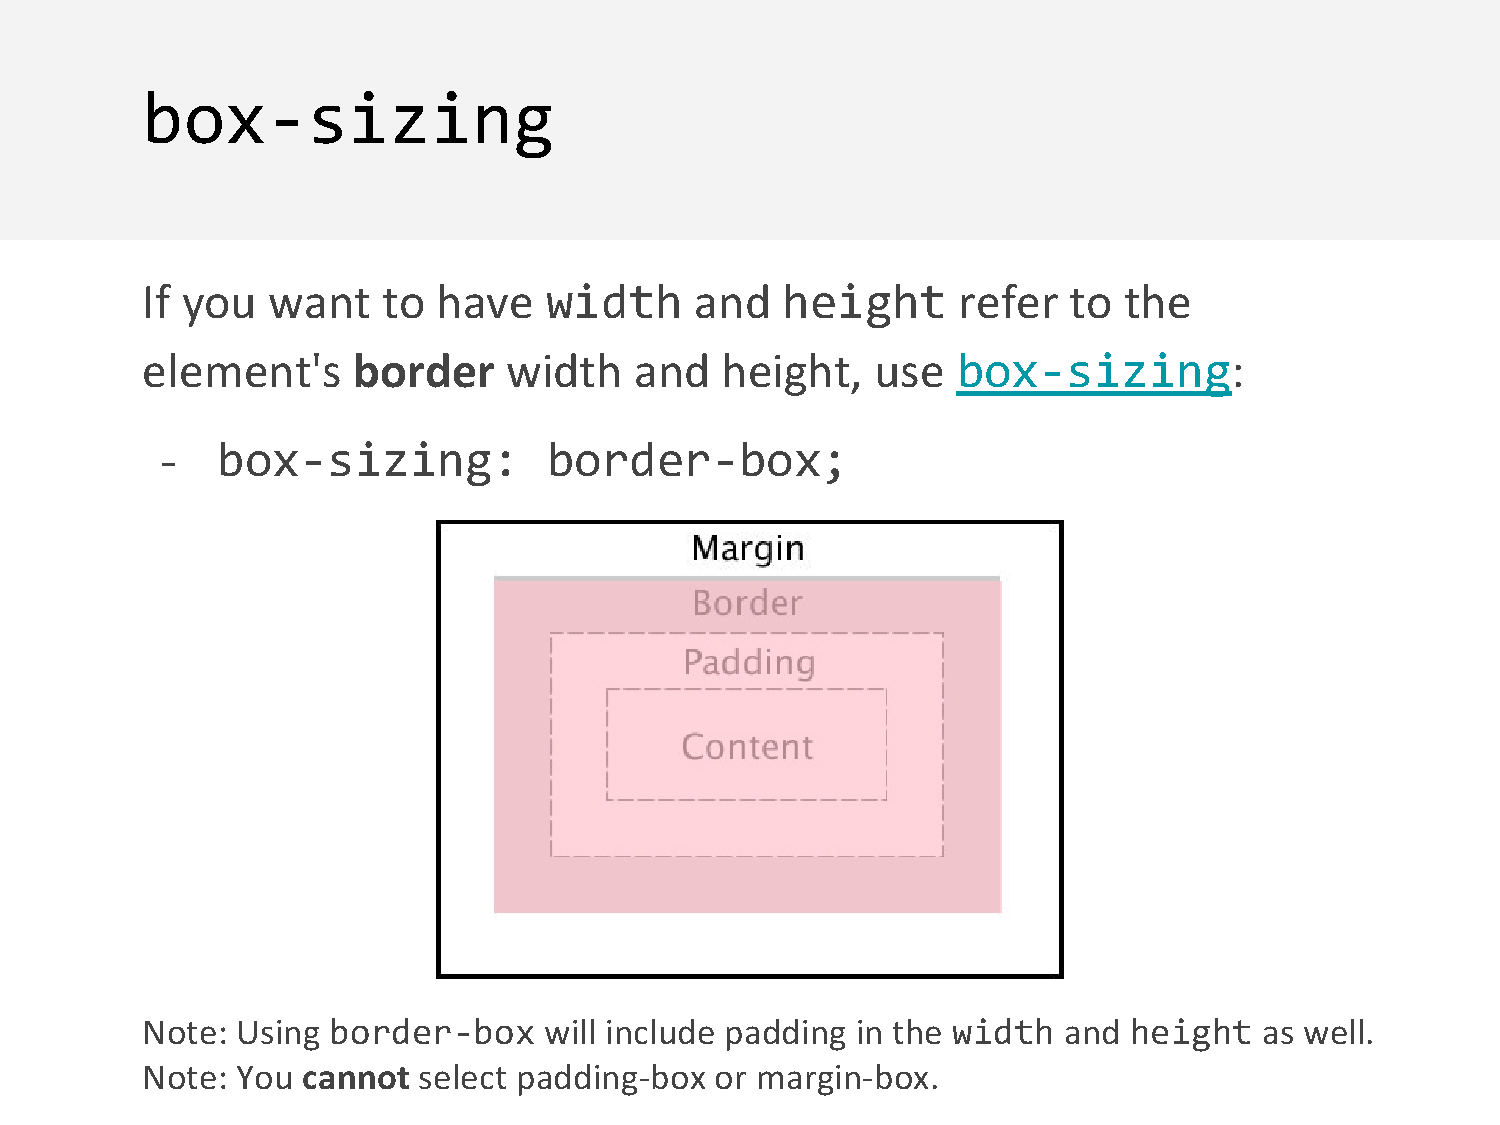 box-sizing
If you want to have width and height refer to the
element's border width and height, use box-sizing:
- box-sizing: border-box;
Margin
Border
Padding
Content
Note: Using border-box will include padding in the width and height as well.
Note: You cannot select padding-box or margin-box.